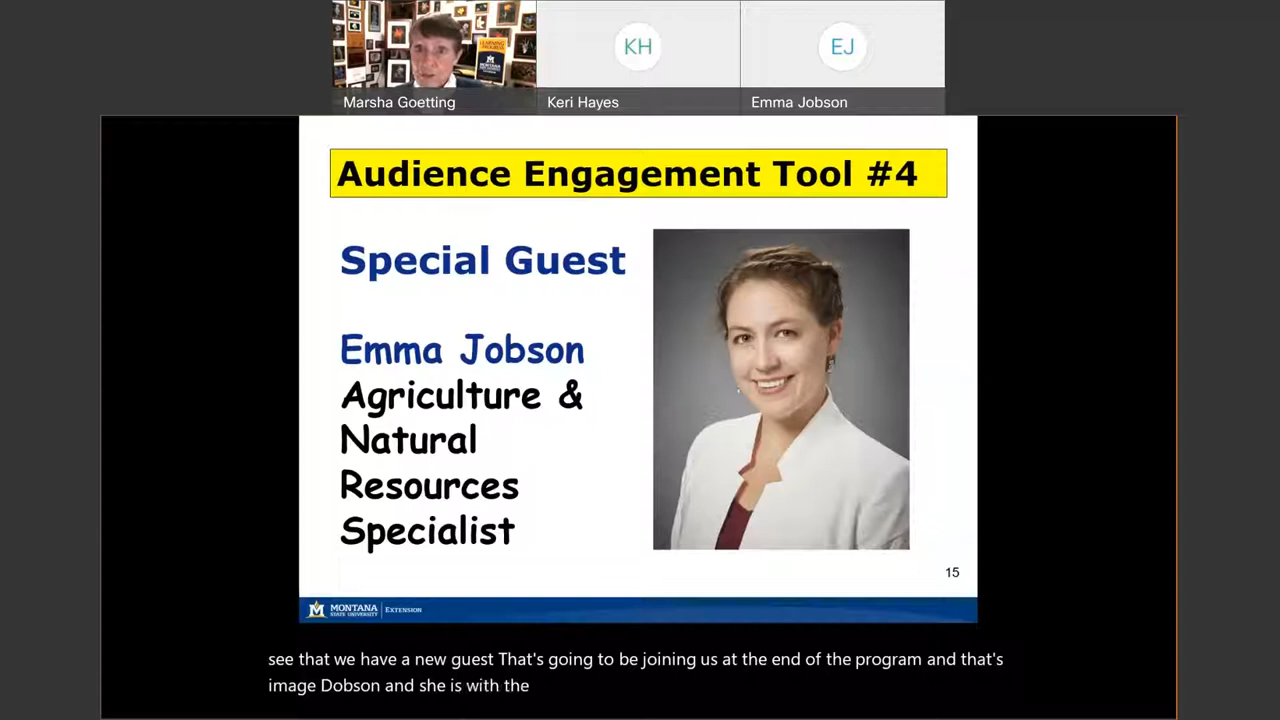 KH
EJ
Marsha Goetting
Keri Hayes
Emma Jobson
Audience Engagement Tool #4
Special Guest
Emma Jobson
Agriculture &
Natural
Resources
Specialist
15
MONTANA
STATE UNIVERSITY
EXTENSION
see that we have a new guest That's going to be joining us at the end of the program and that's
image Dobson and she is with the